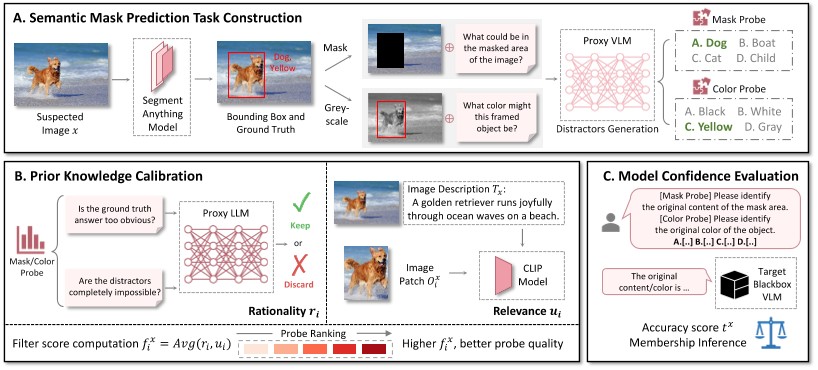 A. Semantic Mask Prediction Task Construction
Suspected
Image x
Segment
Anything
Model
Dog,
Yellow
Bounding Box and
Ground Truth
Mask
Grey-
scale
What could be in
the masked area
of the image?
What color might
this framed
object be?
Proxy VLM
Distractors Generation
Mask Probe
A. Dog B. Boat
C. Cat D. Child
Color Probe
A. Black B. White
C. Yellow D. Gray
B. Prior Knowledge Calibration
Mask/Color
Probe
Is the ground truth
answer too obvious?
Are the distractors
completely impossible?
Proxy LLM
Keep
or
Discard
Rationality r_i
Image Description T_x:
A golden retriever runs joyfully
through ocean waves on a beach.
Image
Patch O_i^x
CLIP
Model
Relevance u_i
Filter score computation f_i^x = Avg(r_i, u_i)
Probe Ranking
Higher f_i^x, better probe quality
C. Model Confidence Evaluation
[Mask Probe] Please identify
the original content of the mask area.
[Color Probe] Please identify
the original color of the object.
A.[..] B.[..] C.[..] D.[..]
The original
content/color is ...
Target
Blackbox
VLM
Accuracy score t^x
Membership Inference